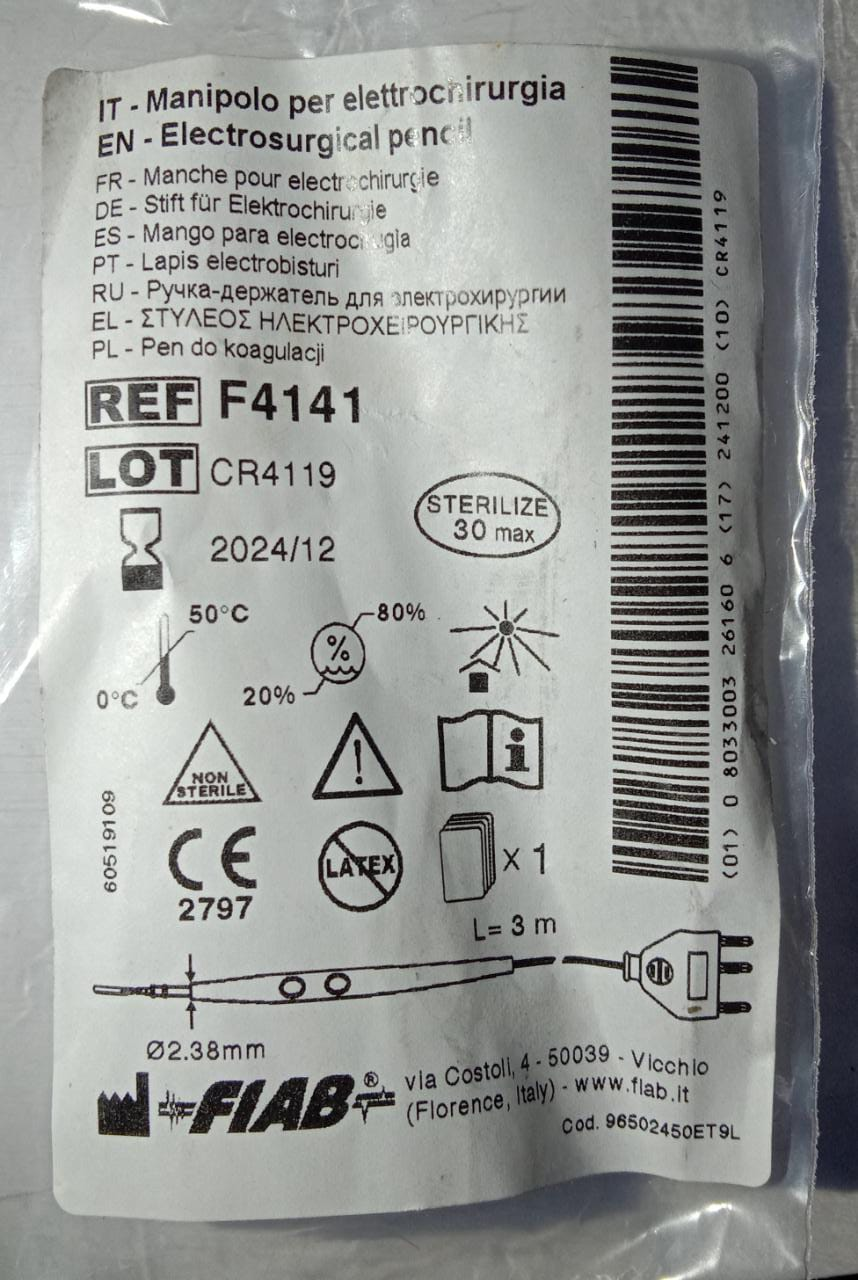 IT - Manipolo per elettrochirurgia
EN - Electrosurgical pencil
FR - Manche pour electrochirurgie
DE - Stift für Elektrochirurgie
ES - Mango para electrocirugia
PT - Lapis electrobisturi
RU - Ручка-держатель для электрохирургии
EL - ΣΤΥΛΕΟΣ ΗΛΕΚΤΡΟΧΕΙΡΟΥΡΓΙΚΗΣ
PL - Pen do koagulacji
REF F4141
LOT CR4119
STERILIZE
30 max
2024/12
50°C
0°C
80%
%
20%
NON
STERILE
!
i
60519109
CE
2797
LATEX
X 1
L= 3 m
Ø2.38mm
FIAB®
via Costoli, 4 - 50039 - Vicchio
(Florence, Italy) - www.fiab.it
Cod. 96502450ET9L
(01) 0 8033003 26160 6 (17) 241200 (10) CR4119